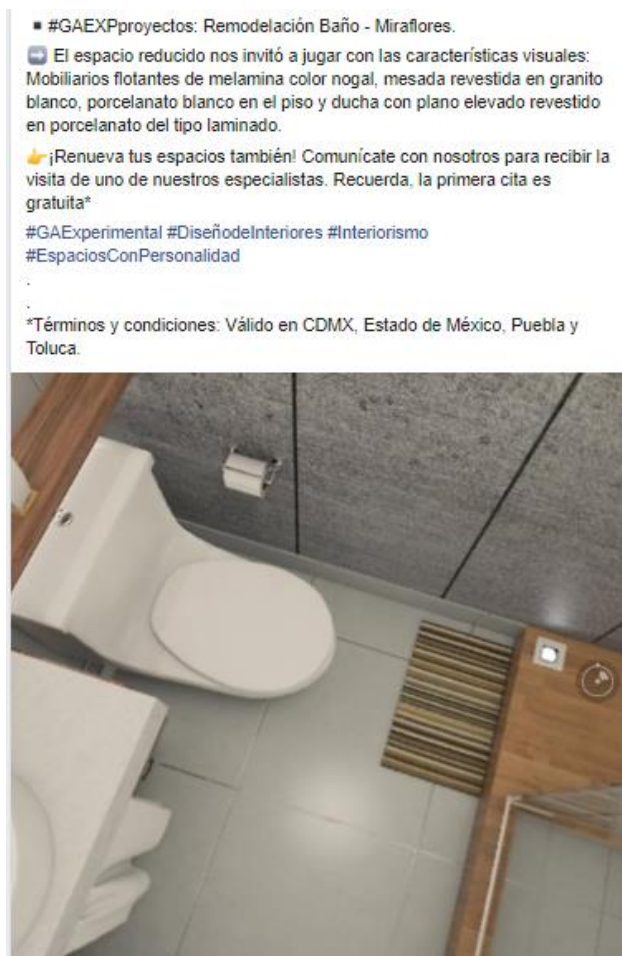 ▪ #GAEXPproyectos: Remodelación Baño - Miraflores.
➡️ El espacio reducido nos invitó a jugar con las características visuales:
Mobiliarios flotantes de melamina color nogal, mesada revestida en granito
blanco, porcelanato blanco en el piso y ducha con plano elevado revestido
en porcelanato del tipo laminado.
👉¡Renueva tus espacios también! Comunícate con nosotros para recibir la
visita de uno de nuestros especialistas. Recuerda, la primera cita es
gratuita*
#GAExperimental #DiseñodeInteriores #Interiorismo
#EspaciosConPersonalidad
.
.
*Términos y condiciones: Válido en CDMX, Estado de México, Puebla y
Toluca.